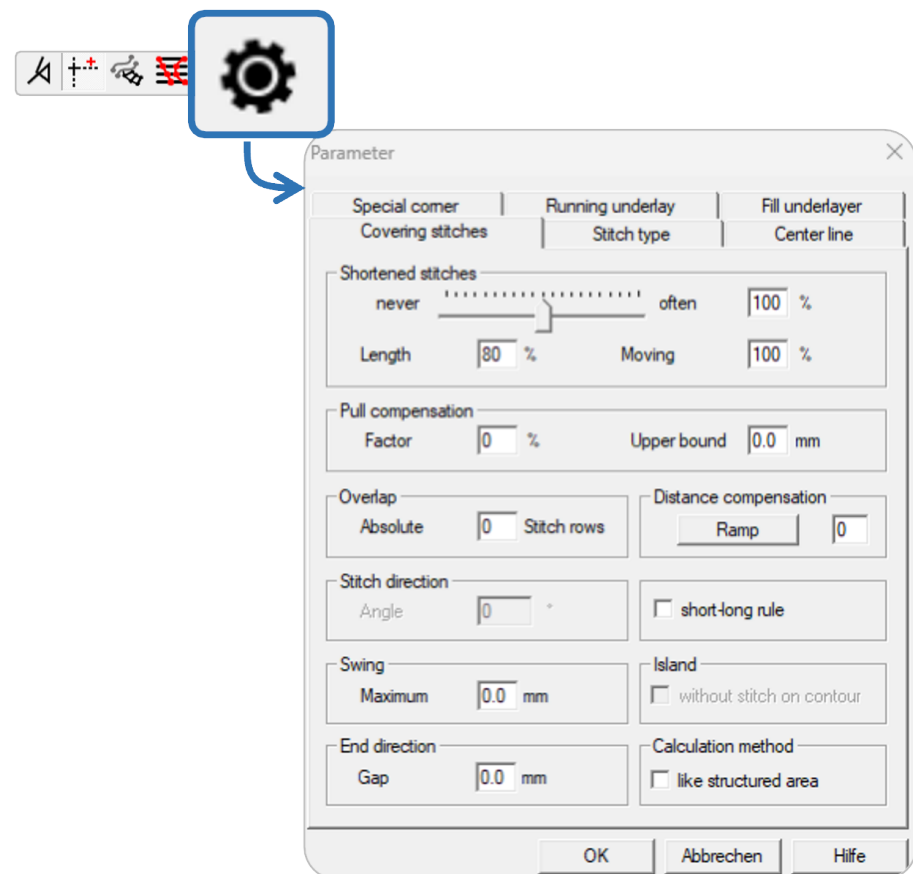 Parameter
Special corner Running underlay Fill underlayer
Covering stitches Stitch type Center line
Shortened stitches
never often 100 %
Length 80 % Moving 100 %
Pull compensation
Factor 0 % Upper bound 0.0 mm
Overlap Distance compensation
Absolute 0 Stitch rows Ramp 0
Stitch direction
Angle 0 ° short-long rule
Swing Island
Maximum 0.0 mm without stitch on contour
End direction Calculation method
Gap 0.0 mm like structured area
OK Abbrechen Hilfe